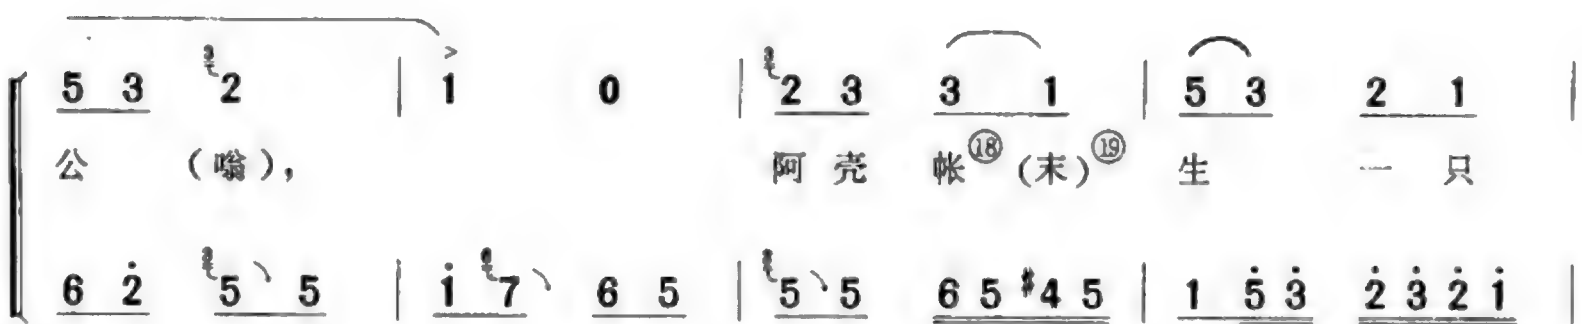 5 3 2 | 1 0 | 2 3 3 1 | 5 3 2 1 |
公 (嗡), 阿壳 帐⑱(末)⑲ 生 一 只
6 2̇ 5 5 | 1̇ 7 6 5 | 5 5 6 5 #4 5 | 1 5̇ 3̇ 2̇ 3̇ 2̇ 1̇ |